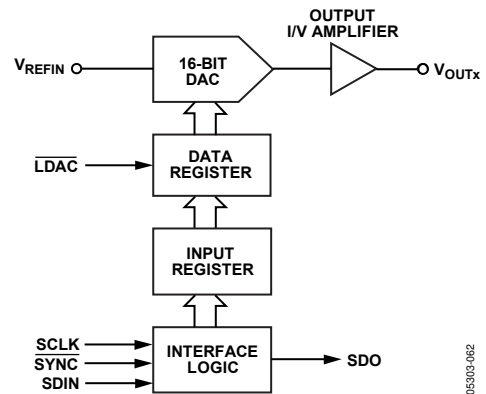 OUTPUT
I/V AMPLIFIER
VREFIN
16-BIT
DAC
VOUTx
LDAC
DATA
REGISTER
INPUT
REGISTER
SCLK
SYNC
SDIN
INTERFACE
LOGIC
SDO
05303-062